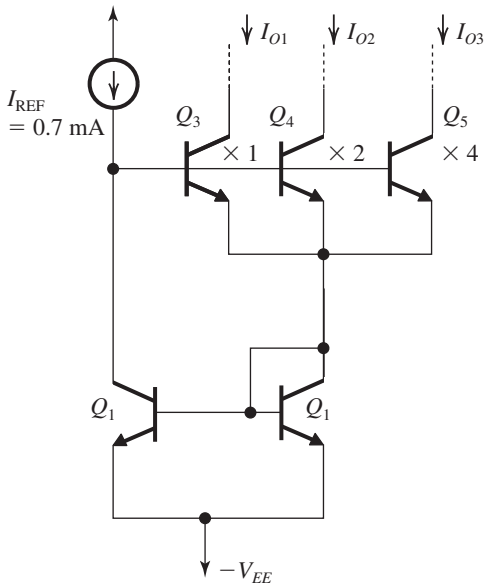 I_O1
I_O2
I_O3
I_REF
= 0.7 mA
Q_3
Q_4
Q_5
× 1
× 2
× 4
Q_1
Q_1
−V_EE